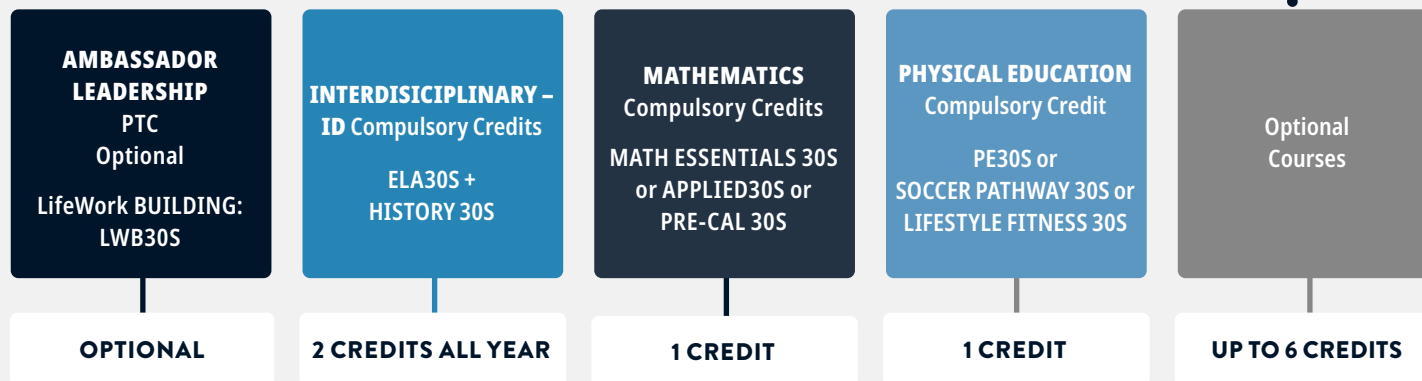 AMBASSADOR
LEADERSHIP
PTC
Optional
LifeWork BUILDING:
LWB30S
OPTIONAL
INTERDISICIPLINARY –
ID Compulsory Credits
ELA30S +
HISTORY 30S
2 CREDITS ALL YEAR
MATHEMATICS
Compulsory Credits
MATH ESSENTIALS 30S
or APPLIED30S or
PRE-CAL 30S
1 CREDIT
PHYSICAL EDUCATION
Compulsory Credit
PE30S or
SOCCER PATHWAY 30S or
LIFESTYLE FITNESS 30S
1 CREDIT
Optional
Courses
UP TO 6 CREDITS